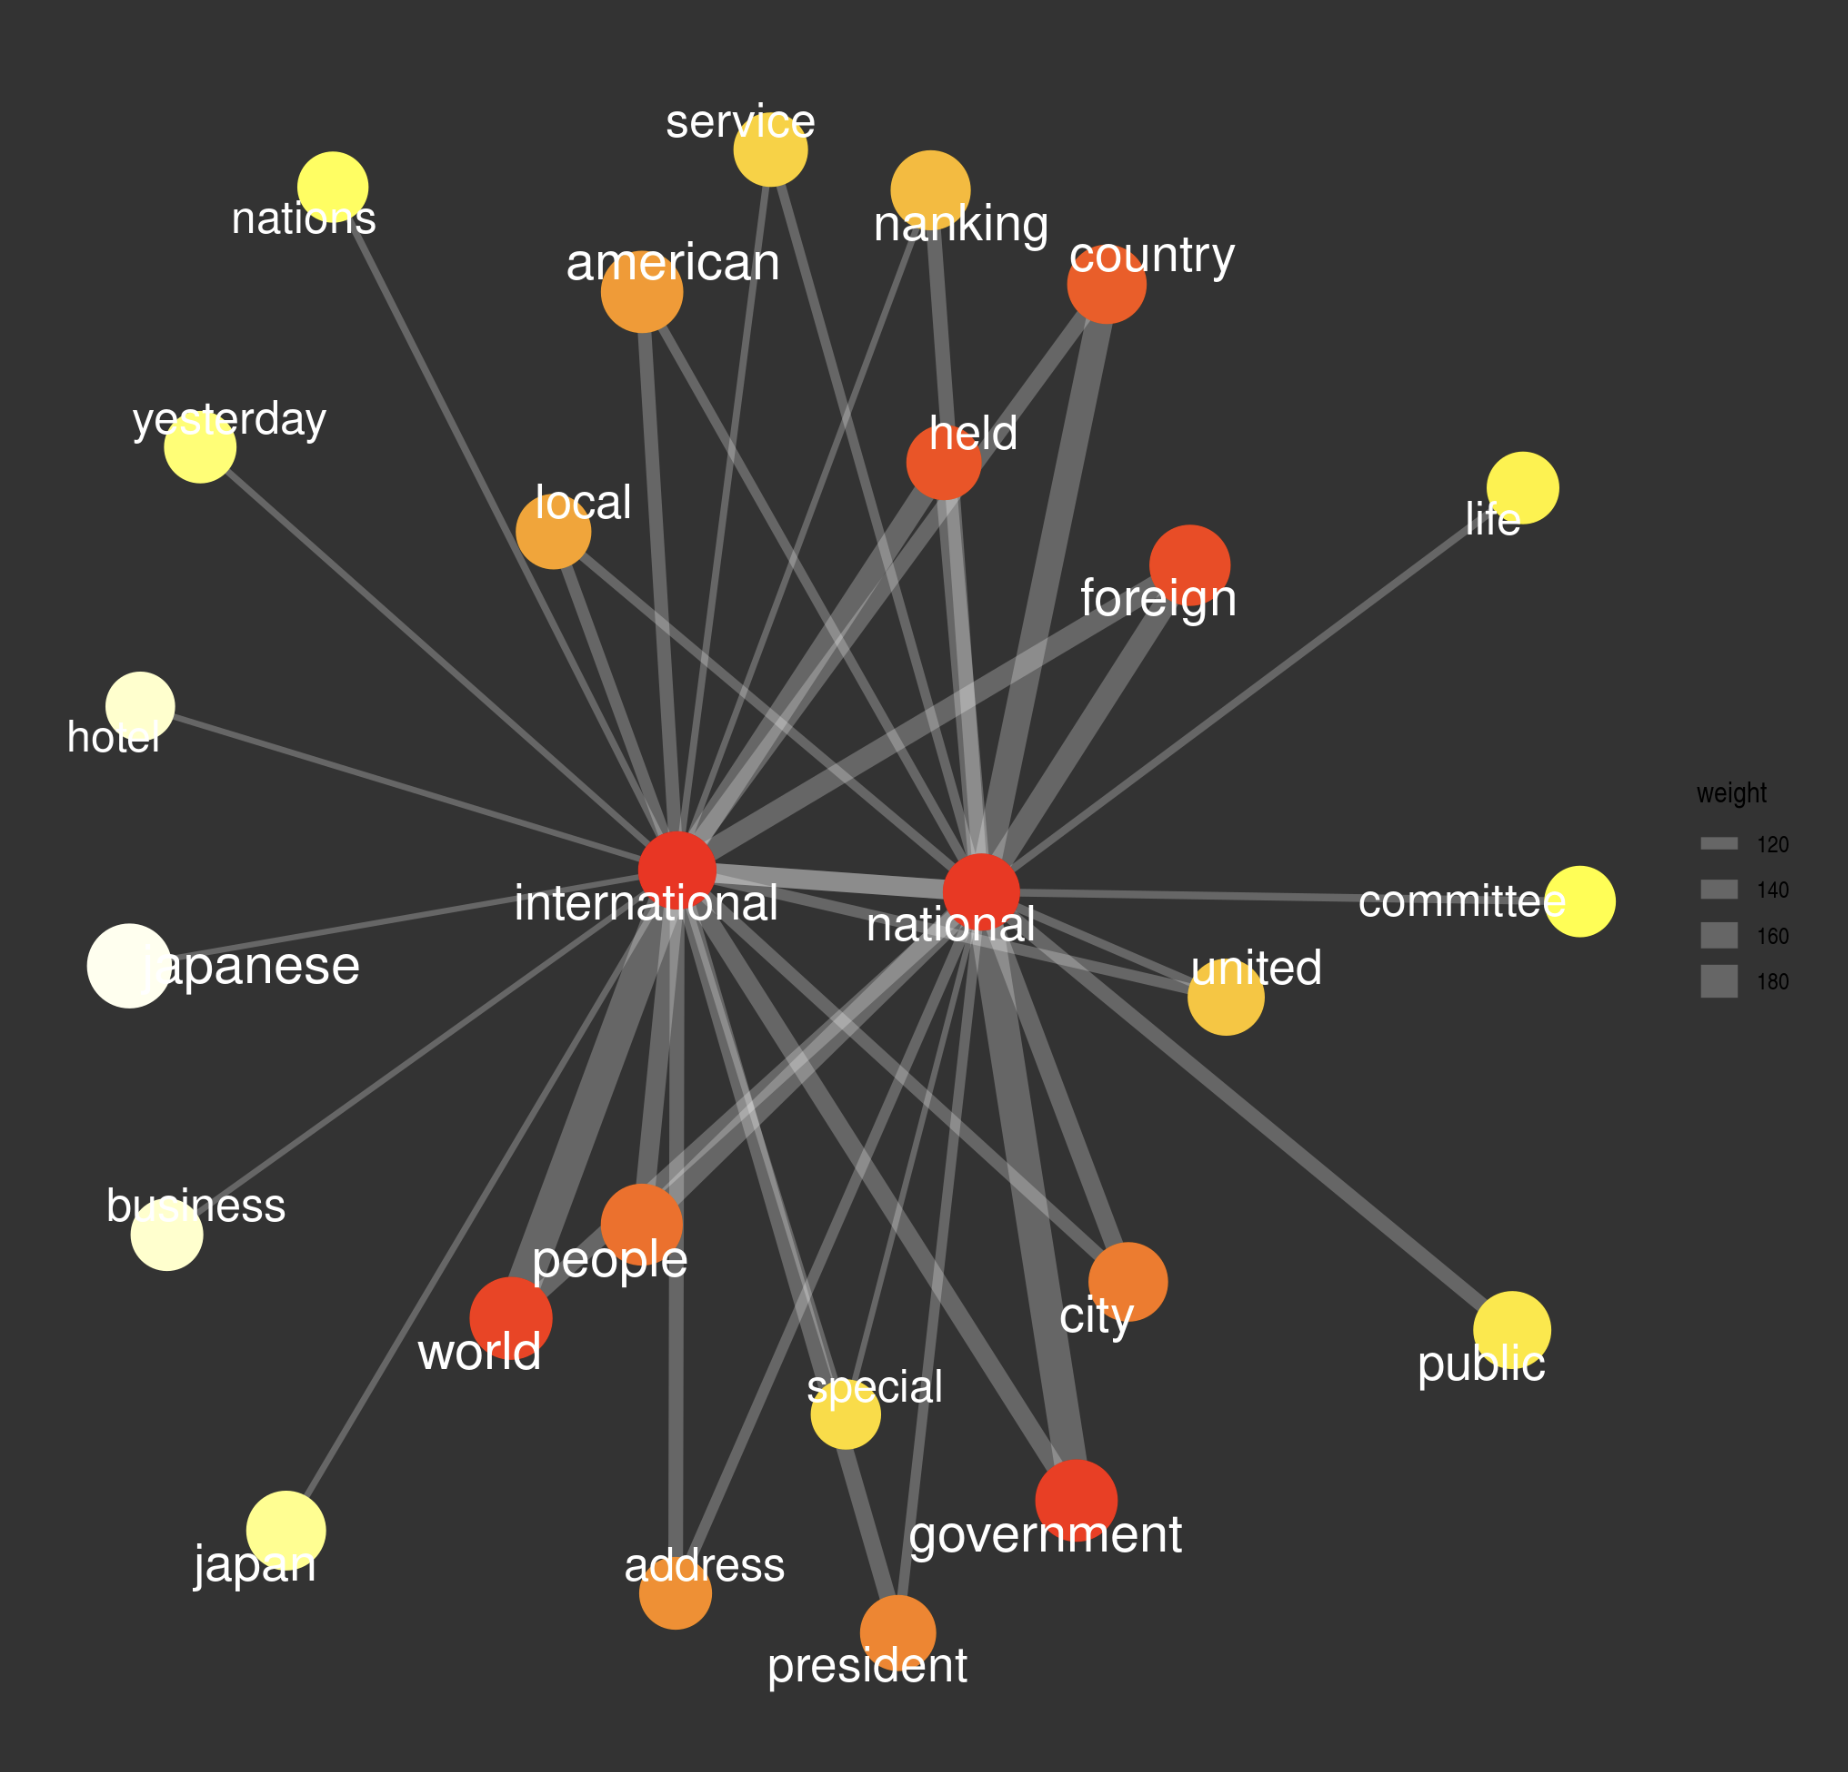 service
nations
nanking
american
country
yesterday
held
local
life
foreign
hotel
weight
120
international
140
committee
national
160
japanese
united
180
business
people
city
world
public
special
government
japan
address
president